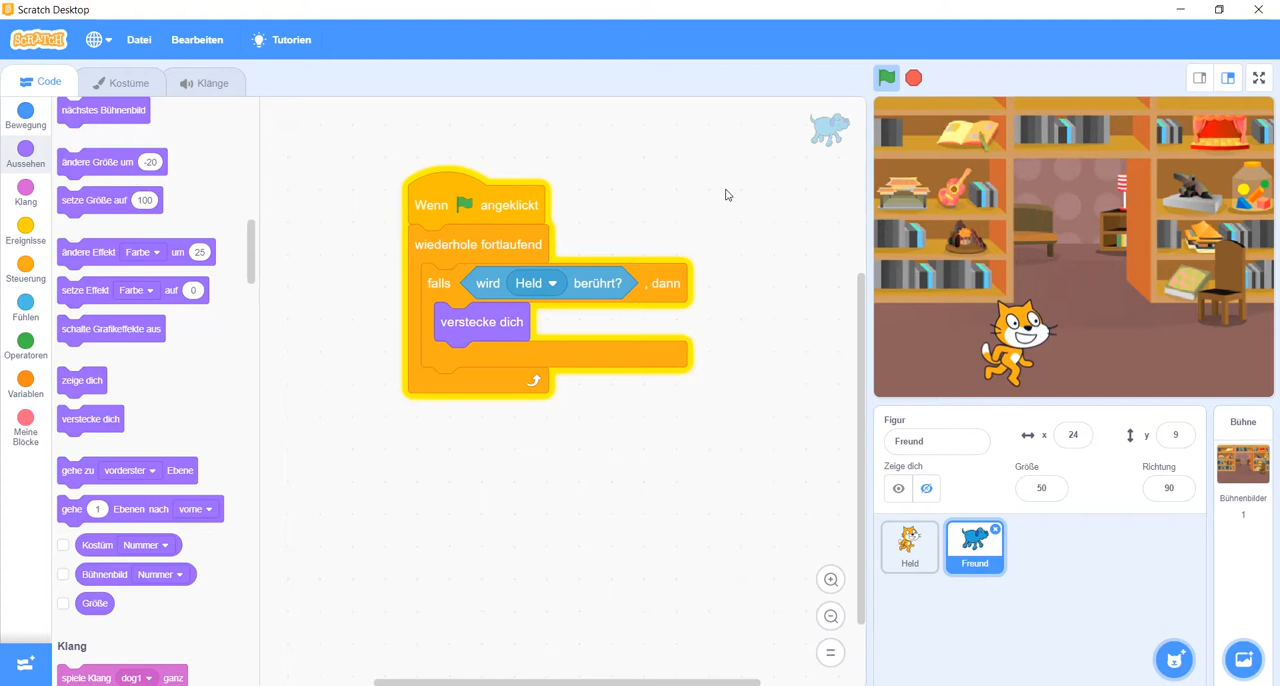 Scratch Desktop
SCRATCH
Datei
Bearbeiten
Tutorien
Code
Kostüme
Klänge
Bewegung
Aussehen
Klang
Ereignisse
Steuerung
Fühlen
Operatoren
Variablen
Meine
Blöcke
nächstes Bühnenbild
ändere Größe um -20
setze Größe auf 100
ändere Effekt Farbe um 25
setze Effekt Farbe auf 0
schalte Grafikeffekte aus
zeige dich
verstecke dich
gehe zu vorderster Ebene
gehe 1 Ebenen nach vorne
Kostüm Nummer
Bühnenbild Nummer
Größe
Klang
spiele Klang dog1 ganz
Wenn angeklickt
wiederhole fortlaufend
falls wird Held berührt? , dann
verstecke dich
Figur
Freund
x 24
y 9
Zeige dich
Größe
50
Richtung
90
Held
Freund
Bühne
Bühnenbilder
1